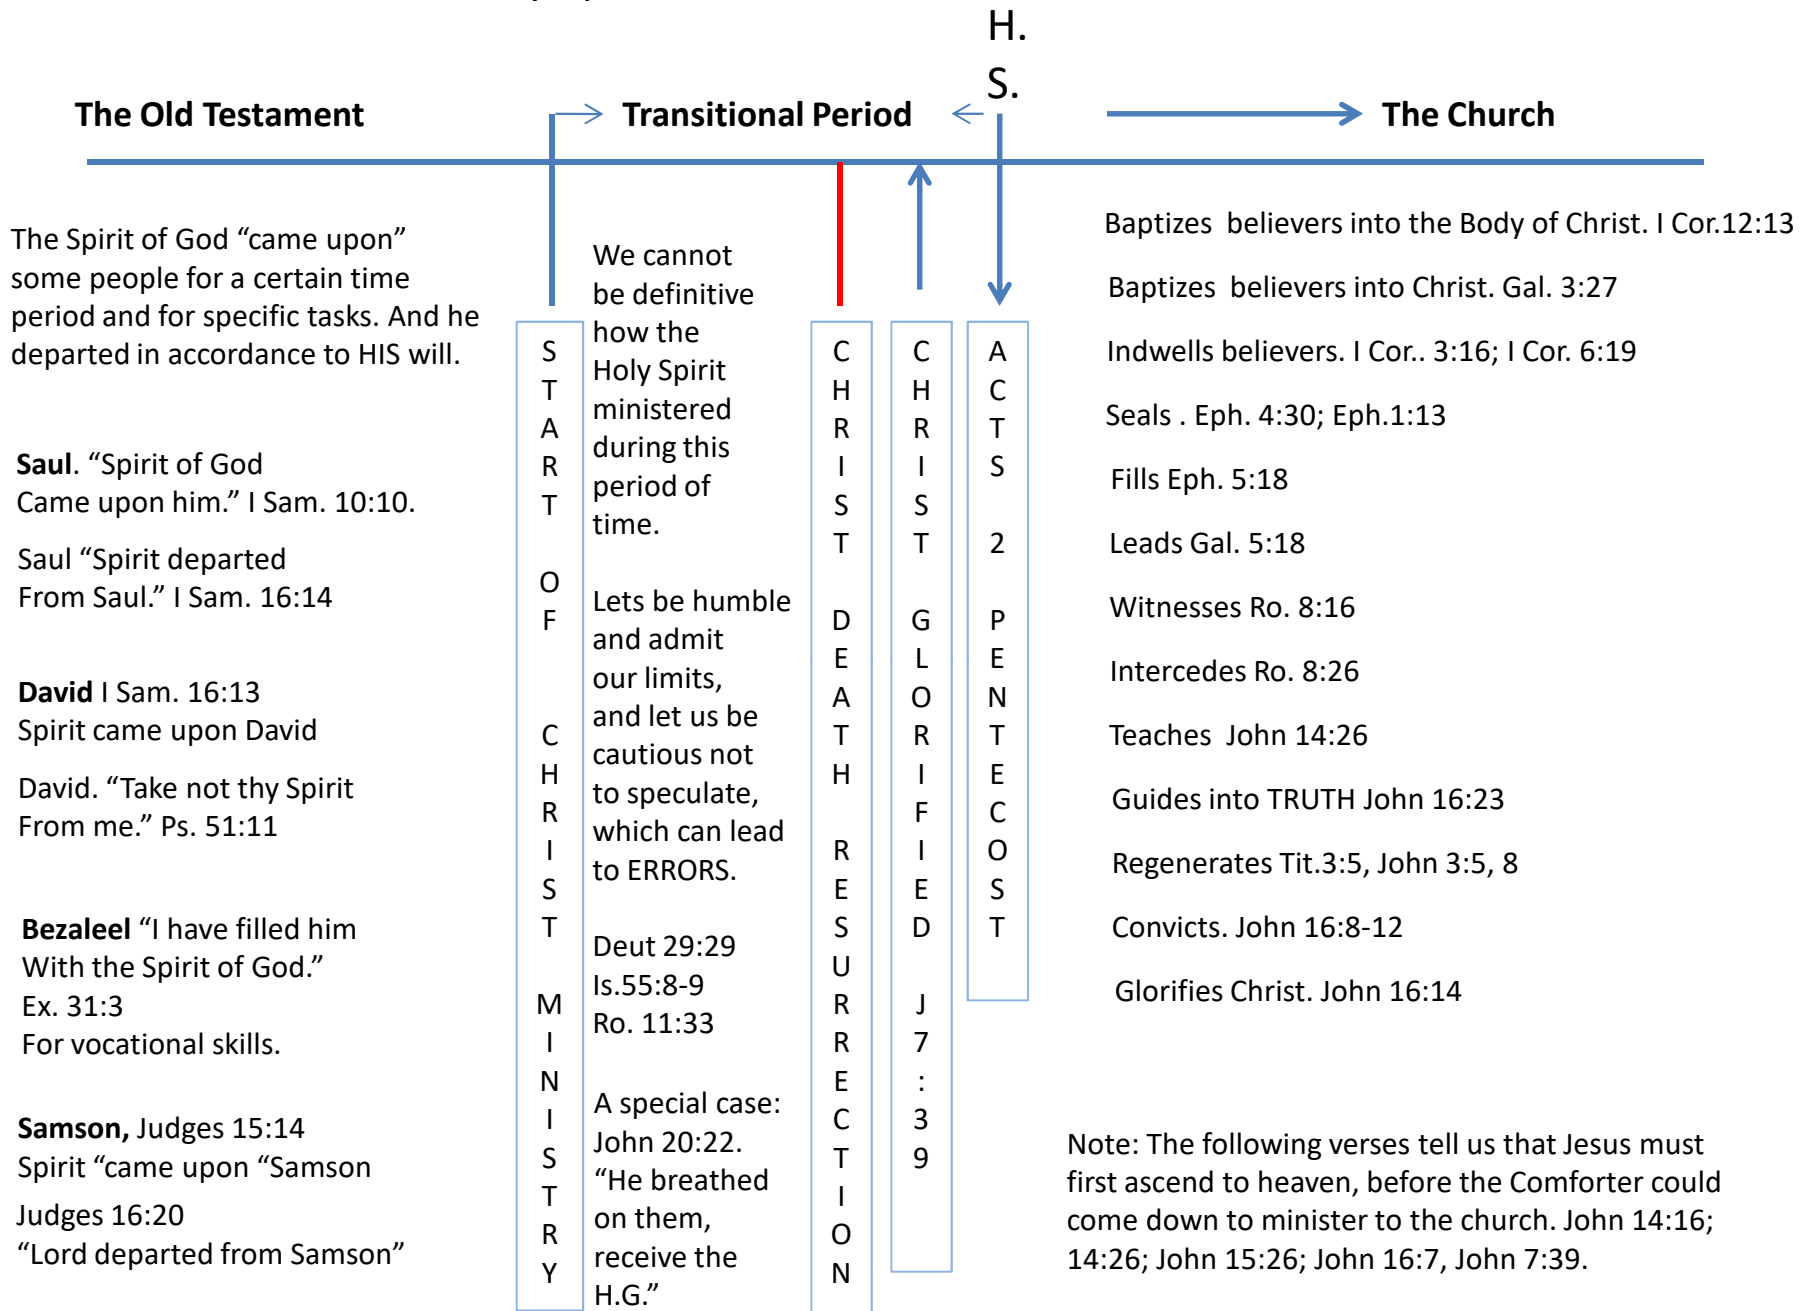 H.
S.
The Old Testament
Transitional Period
The Church
The Spirit of God “came upon”
some people for a certain time
period and for specific tasks. And he
departed in accordance to HIS will.
Saul. “Spirit of God
Came upon him.” I Sam. 10:10.
Saul “Spirit departed
From Saul.” I Sam. 16:14
David I Sam. 16:13
Spirit came upon David
David. “Take not thy Spirit
From me.” Ps. 51:11
Bezaleel “I have filled him
With the Spirit of God.”
Ex. 31:3
For vocational skills.
Samson, Judges 15:14
Spirit “came upon “Samson
Judges 16:20
“Lord departed from Samson”
START OF CHRIST MINISTRY
We cannot
be definitive
how the
Holy Spirit
ministered
during this
period of
time.
Lets be humble
and admit
our limits,
and let us be
cautious not
to speculate,
which can lead
to ERRORS.
Deut 29:29
Is.55:8-9
Ro. 11:33
A special case:
John 20:22.
“He breathed
on them,
receive the
H.G.”
CHRIST DEATH RESURRECTION
CHRIST GLORIFIED J7:39
ACTS 2 PENTECOST
Baptizes believers into the Body of Christ. I Cor.12:13
Baptizes believers into Christ. Gal. 3:27
Indwells believers. I Cor.. 3:16; I Cor. 6:19
Seals . Eph. 4:30; Eph.1:13
Fills Eph. 5:18
Leads Gal. 5:18
Witnesses Ro. 8:16
Intercedes Ro. 8:26
Teaches John 14:26
Guides into TRUTH John 16:23
Regenerates Tit.3:5, John 3:5, 8
Convicts. John 16:8-12
Glorifies Christ. John 16:14
Note: The following verses tell us that Jesus must
first ascend to heaven, before the Comforter could
come down to minister to the church. John 14:16;
14:26; John 15:26; John 16:7, John 7:39.